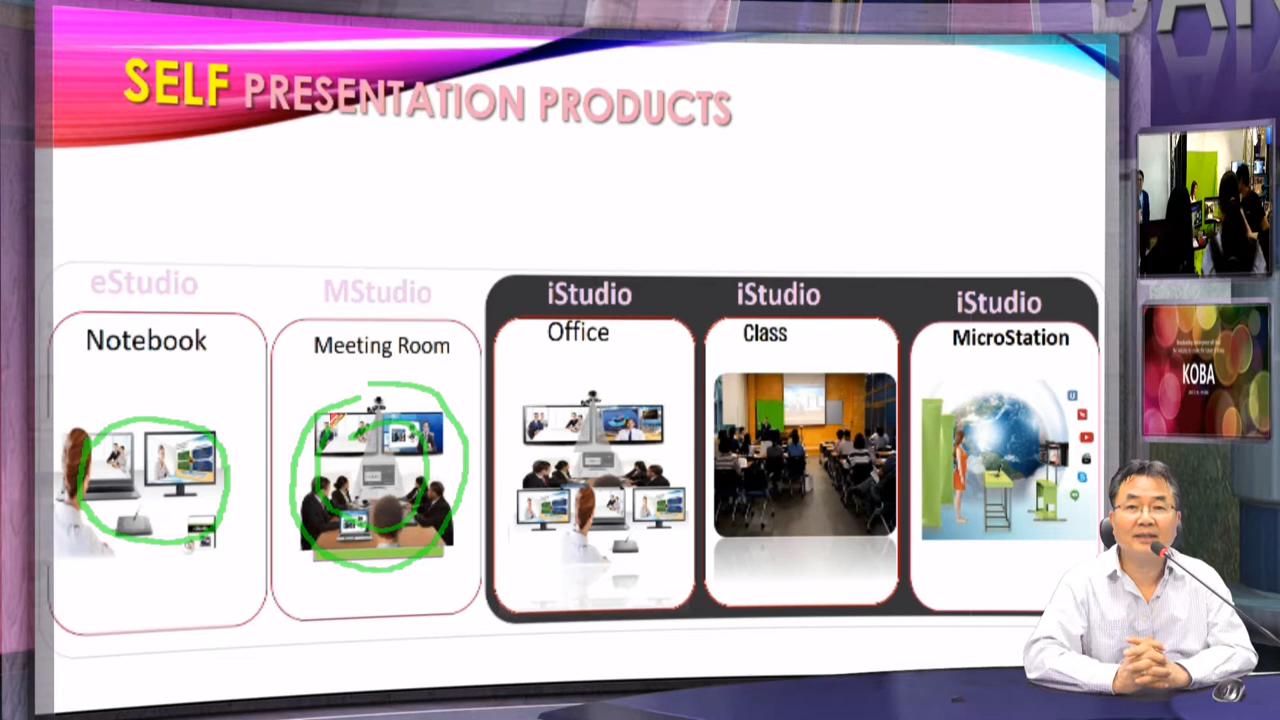 SELF PRESENTATION PRODUCTS
eStudio
Notebook
MStudio
Meeting Room
iStudio
Office
iStudio
Class
iStudio
MicroStation
KOBA